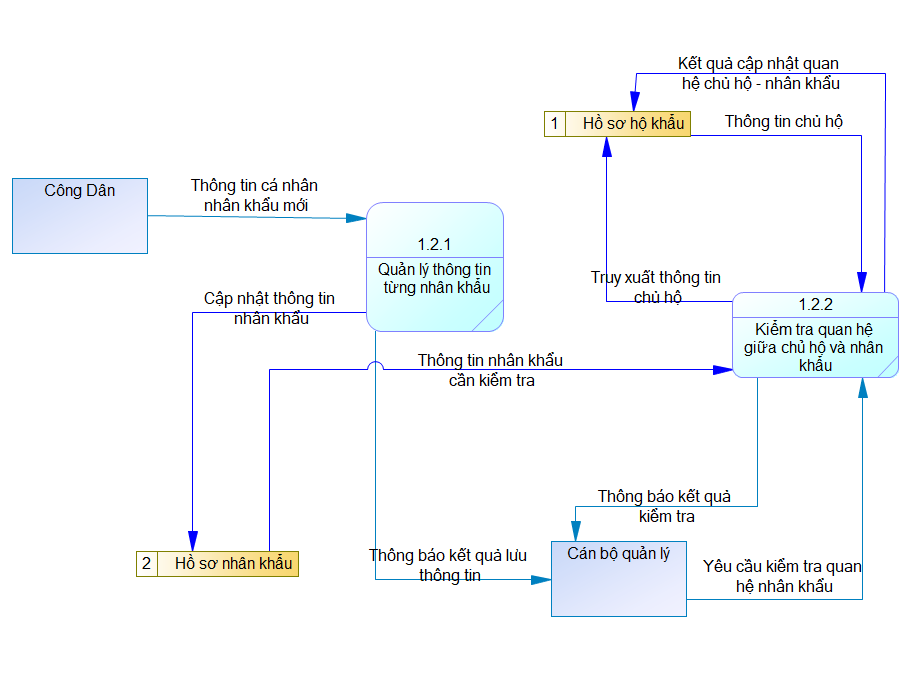 Kết quả cập nhật quan
hệ chủ hộ - nhân khẩu
1 Hồ sơ hộ khẩu
Thông tin chủ hộ
Công Dân
Thông tin cá nhân
nhân khẩu mới
1.2.1
Quản lý thông tin
từng nhân khẩu
Truy xuất thông tin
chủ hộ
1.2.2
Kiểm tra quan hệ
giữa chủ hộ và nhân
khẩu
Cập nhật thông tin
nhân khẩu
Thông tin nhân khẩu
cần kiểm tra
Thông báo kết quả
kiểm tra
2 Hồ sơ nhân khẩu
Thông báo kết quả lưu
thông tin
Cán bộ quản lý
Yêu cầu kiểm tra quan
hệ nhân khẩu